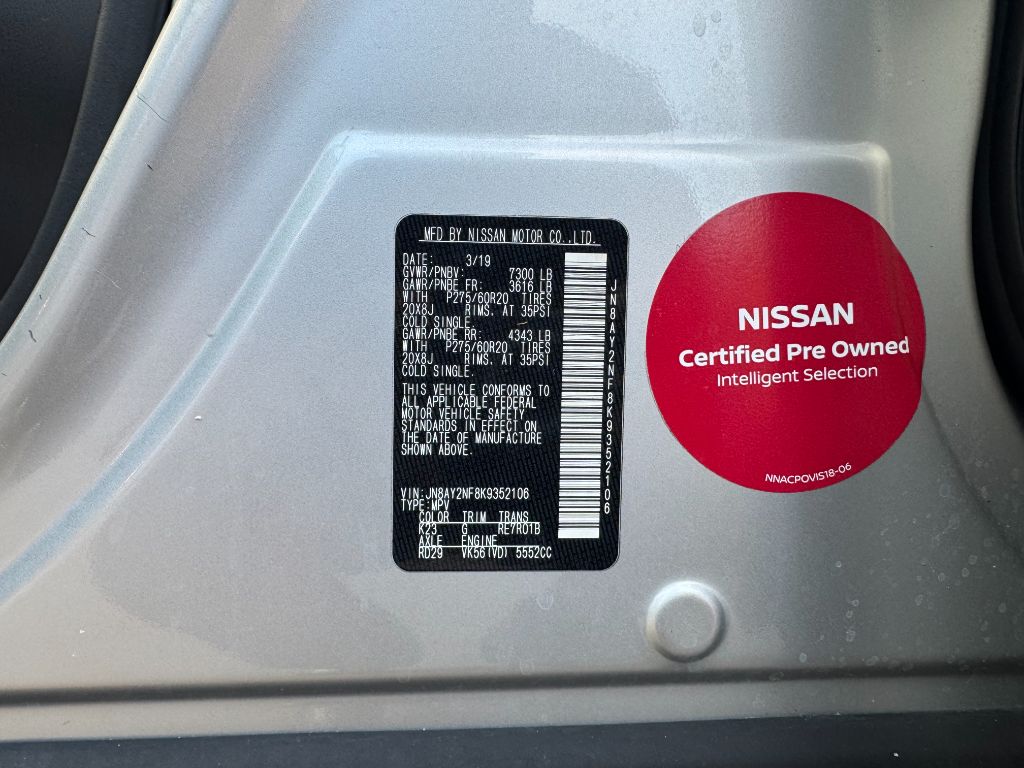 MFD BY NISSAN MOTOR CO.,LTD.
DATE: 3/19
GVWR/PNBV: 7300 LB
GAWR/PNBE FR: 3616 LB
WITH P275/60R20 TIRES
20X8J RIMS. AT 35PSI
COLD SINGLE.
GAWR/PNBE RR: 4343 LB
WITH P275/60R20 TIRES
20X8J RIMS. AT 35PSI
COLD SINGLE.
THIS VEHICLE CONFORMS TO
ALL APPLICABLE FEDERAL
MOTOR VEHICLE SAFETY
STANDARDS IN EFFECT ON
THE DATE OF MANUFACTURE
SHOWN ABOVE.
VIN:JN8AY2NF8K9352106
TYPE:MPV
COLOR TRIM TRANS
K23 G RE7R01B
AXLE ENGINE
RD29 VK56(VD) 5552CC
JN8AY2NF8K9352106
NISSAN
Certified Pre Owned
Intelligent Selection
NNACPOVIS18-06